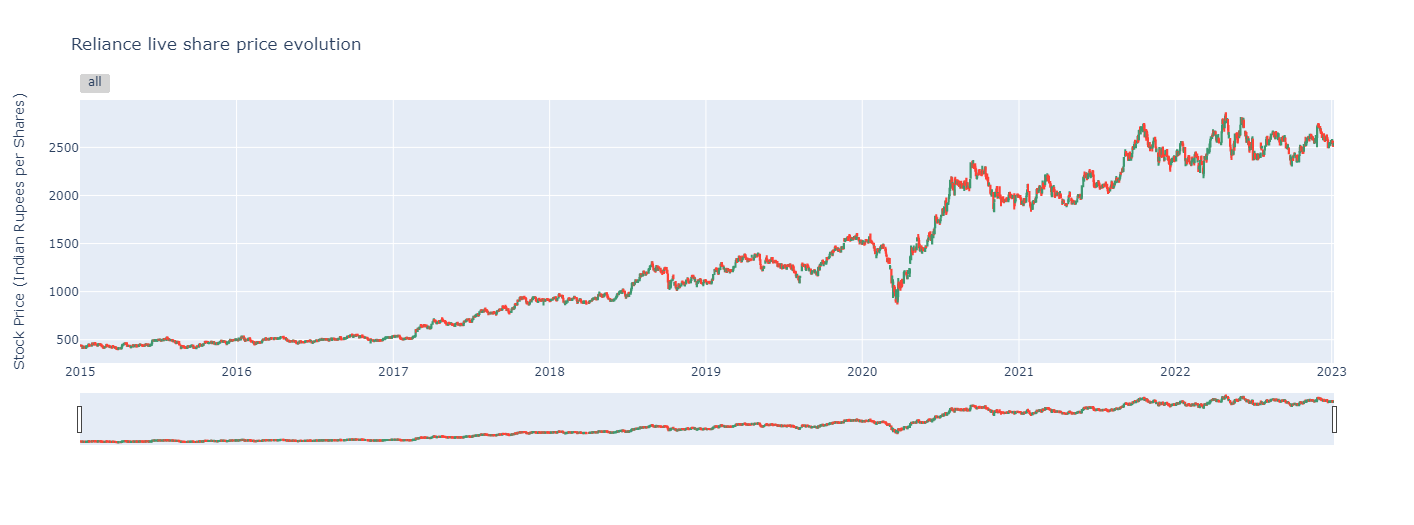 Reliance live share price evolution
all
Stock Price (Indian Rupees per Shares)
2500
2000
1500
1000
500
2015 2016 2017 2018 2019 2020 2021 2022 2023